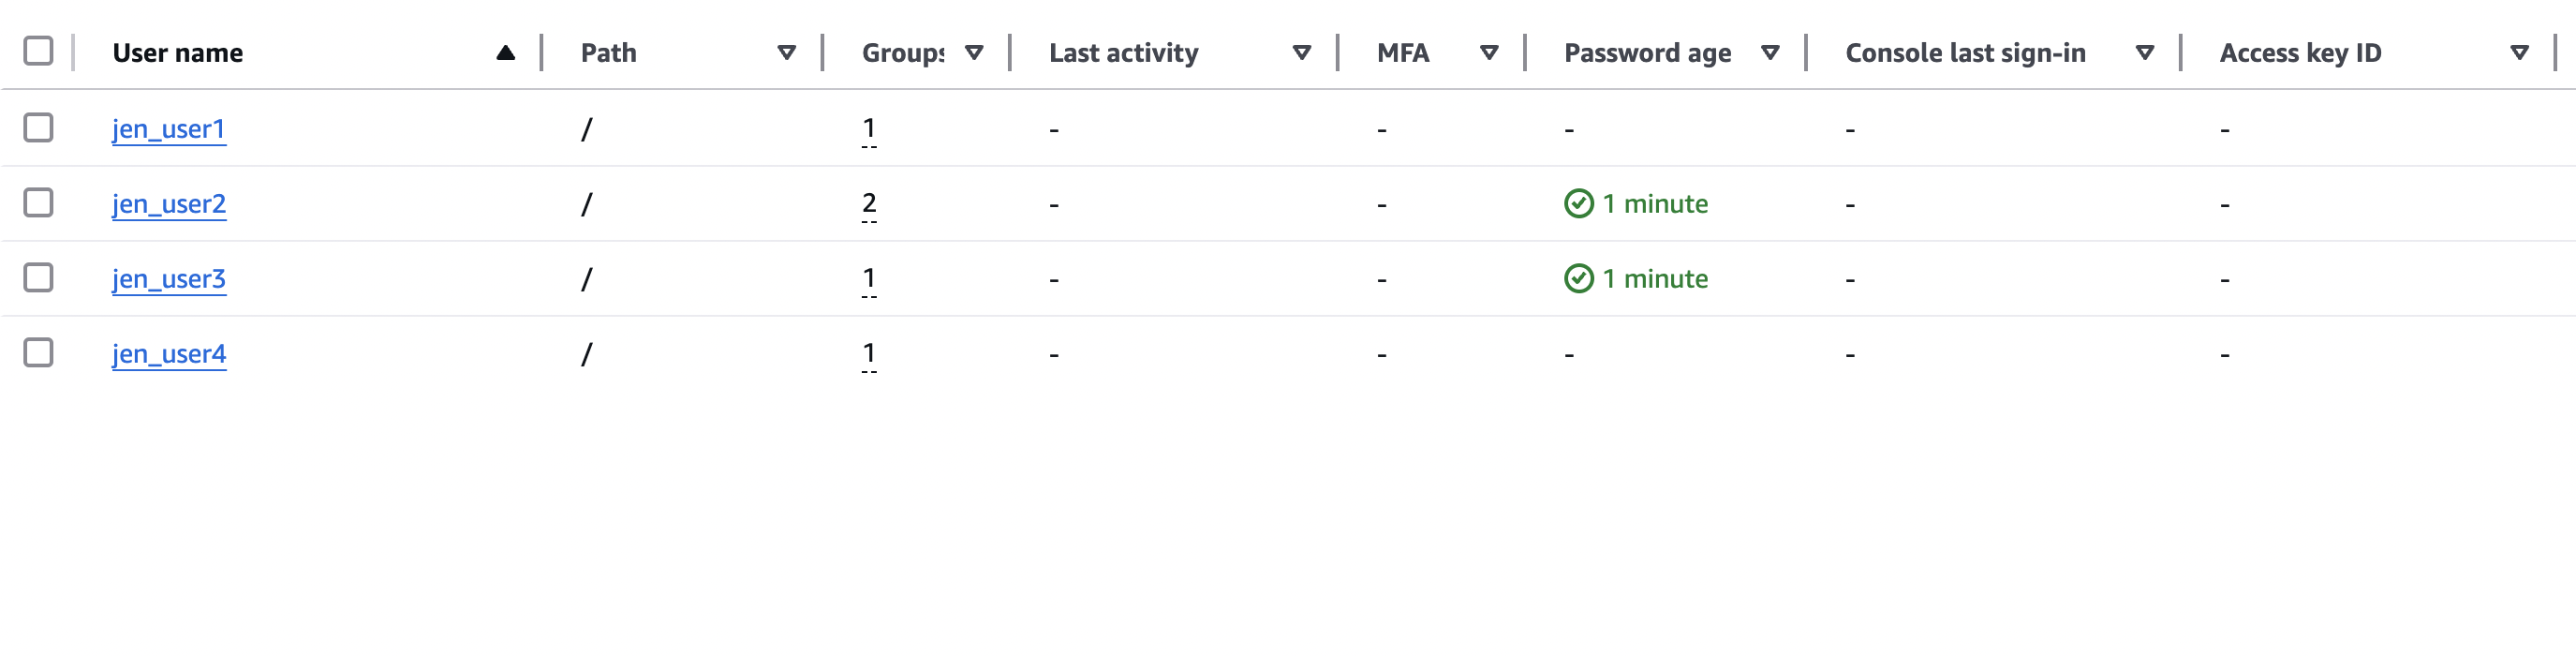 User name Path Groups Last activity MFA Password age Console last sign-in Access key ID
jen_user1 / 1 - - - - -
jen_user2 / 2 - - 1 minute - -
jen_user3 / 1 - - 1 minute - -
jen_user4 / 1 - - - - -